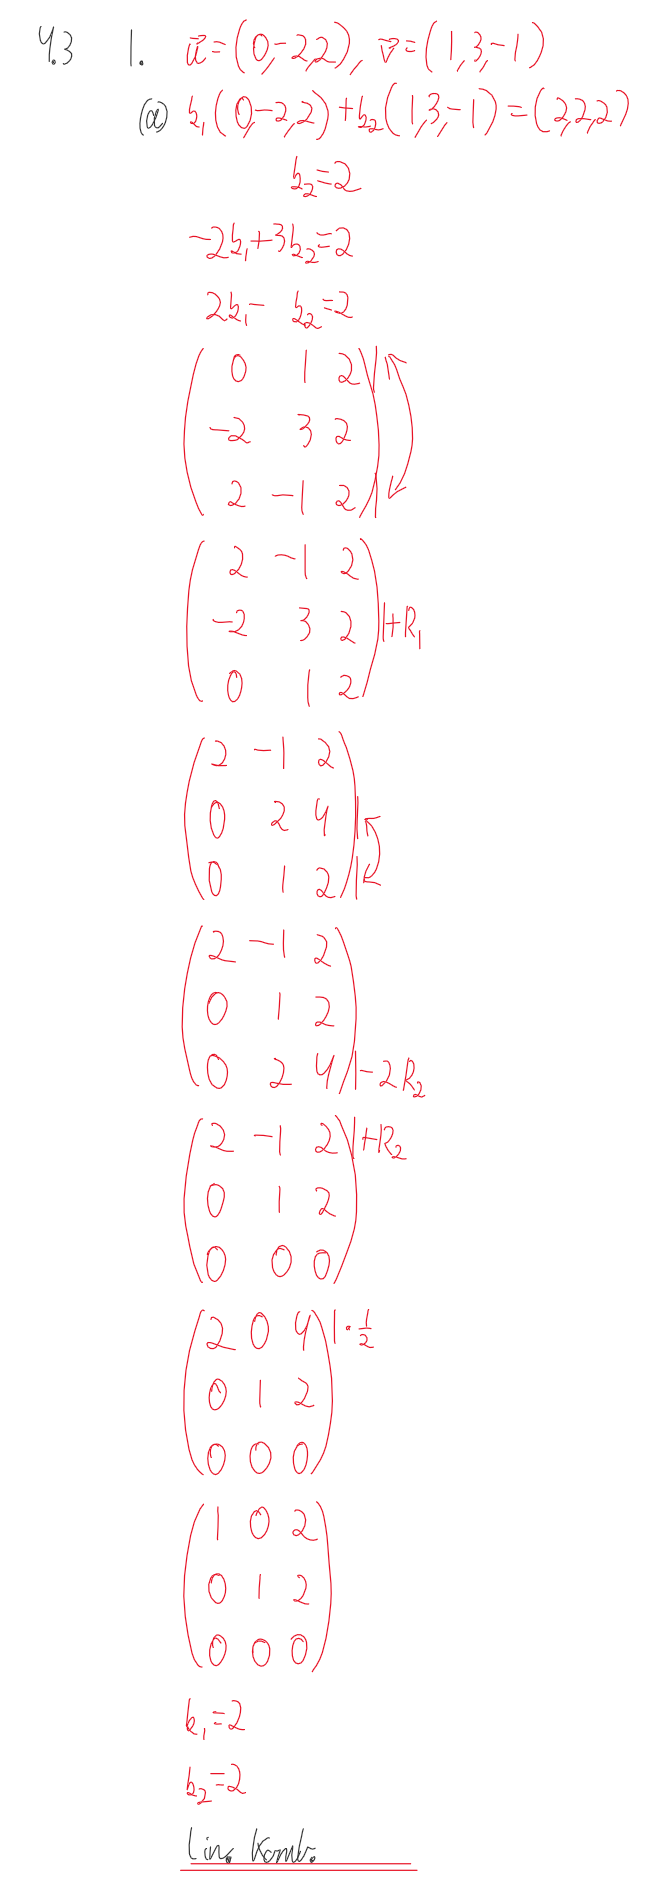 4.3 1. u⃗=(0,-2,2), v⃗=(1,3,-1)
(a) k₁(0,-2,2)+k₂(1,3,-1)=(2,2,2)
k₂=2
-2k₁+3k₂=2
2k₁- k₂=2
0 1 2
-2 3 2
2 -1 2
2 -1 2
-2 3 2 |+R₁
0 1 2
2 -1 2
0 2 4
0 1 2
2 -1 2
0 1 2
0 2 4 |-2R₂
2 -1 2 |+R₂
0 1 2
0 0 0
2 0 4 |·1/2
0 1 2
0 0 0
1 0 2
0 1 2
0 0 0
k₁=2
k₂=2
Lin. Komb.